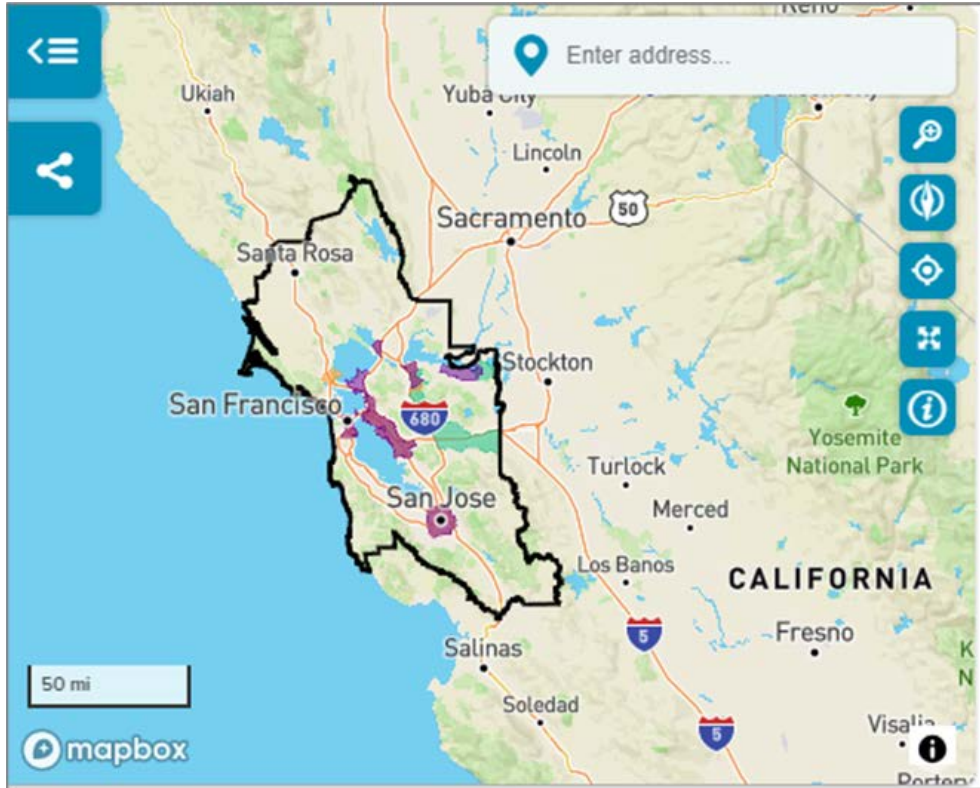 Reno
Enter address...
Ukiah
Yuba City
Lincoln
50
Sacramento
Santa Rosa
Stockton
San Francisco
680
Yosemite
National Park
Turlock
San Jose
Merced
Los Banos
CALIFORNIA
5
Fresno
Salinas
50 mi
Soledad
5
Visalia
mapbox